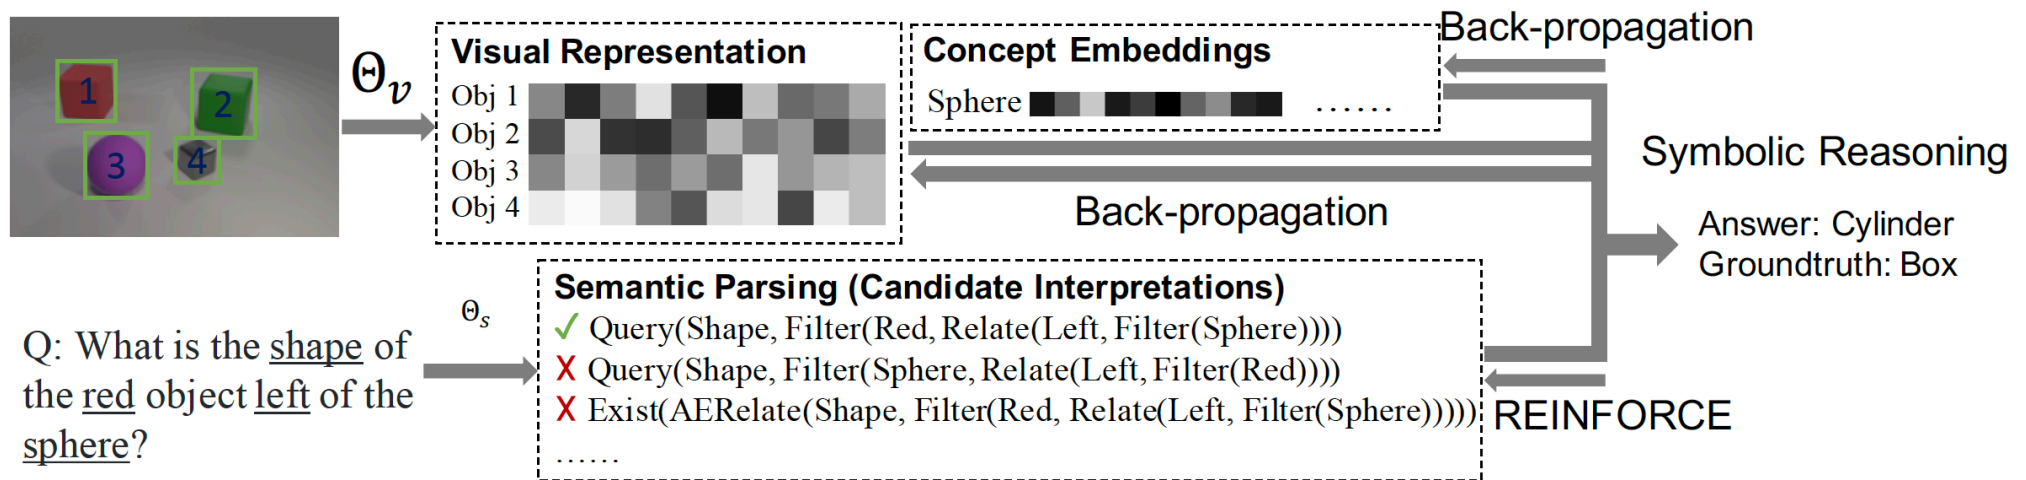 1
2
3
4
Θv
Visual Representation
Obj 1
Obj 2
Obj 3
Obj 4
Concept Embeddings
Sphere ……
Back-propagation
Back-propagation
Symbolic Reasoning
Answer: Cylinder
Groundtruth: Box
Q: What is the shape of
the red object left of the
sphere?
Θs
Semantic Parsing (Candidate Interpretations)
✓ Query(Shape, Filter(Red, Relate(Left, Filter(Sphere))))
X Query(Shape, Filter(Sphere, Relate(Left, Filter(Red))))
X Exist(AERelate(Shape, Filter(Red, Relate(Left, Filter(Sphere)))))
……
REINFORCE